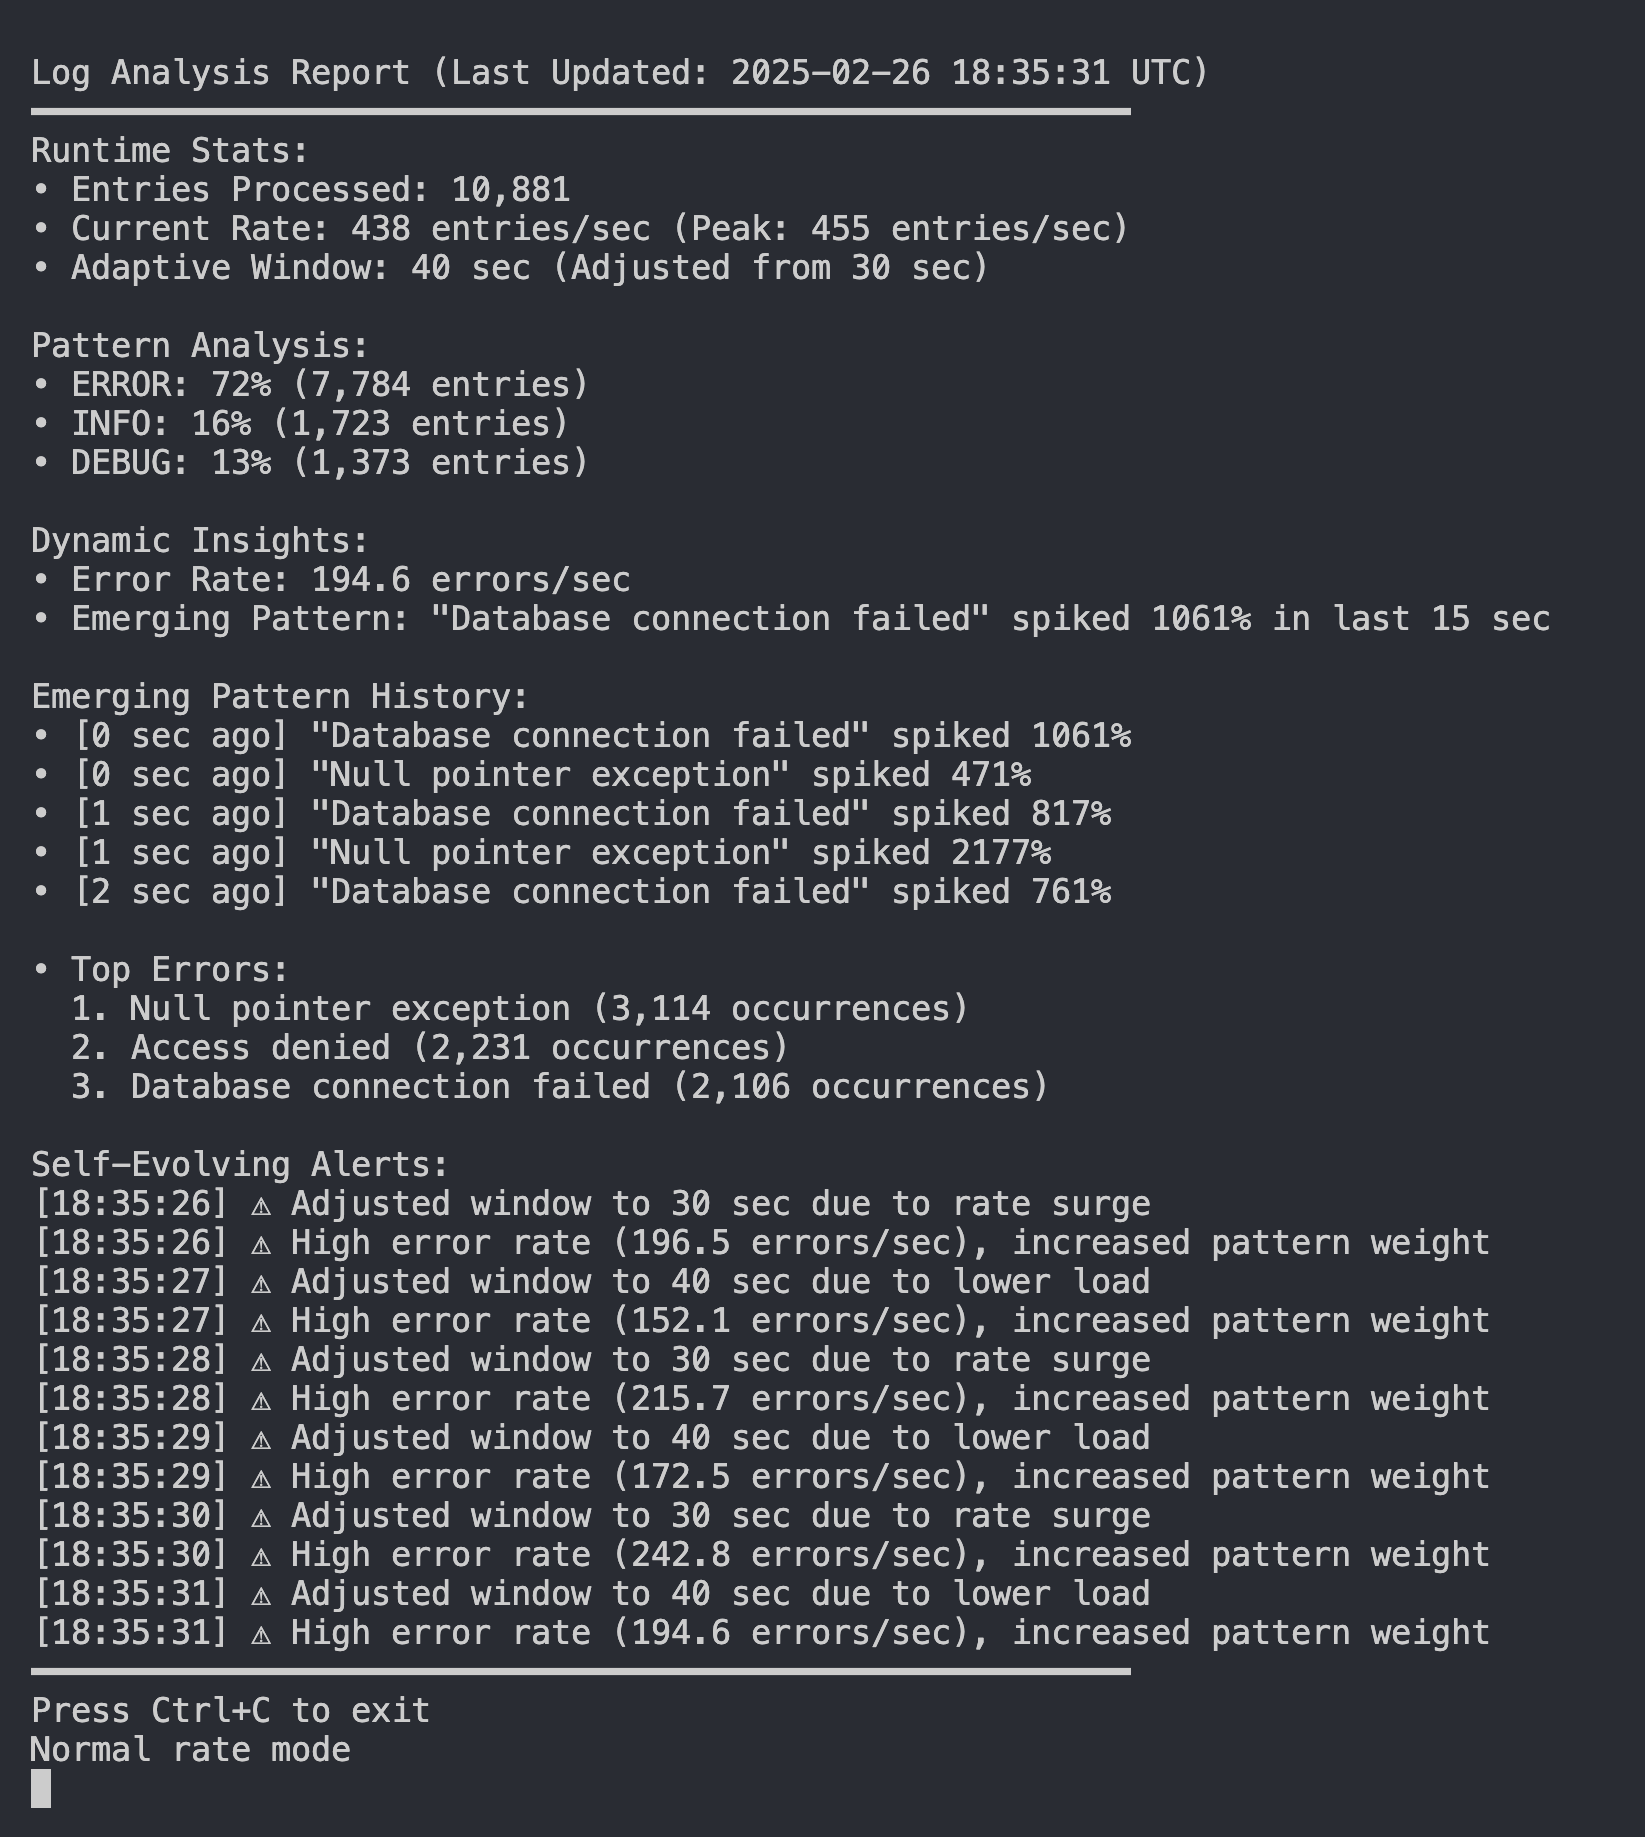 Log Analysis Report (Last Updated: 2025-02-26 18:35:31 UTC)
Runtime Stats:
• Entries Processed: 10,881
• Current Rate: 438 entries/sec (Peak: 455 entries/sec)
• Adaptive Window: 40 sec (Adjusted from 30 sec)
Pattern Analysis:
• ERROR: 72% (7,784 entries)
• INFO: 16% (1,723 entries)
• DEBUG: 13% (1,373 entries)
Dynamic Insights:
• Error Rate: 194.6 errors/sec
• Emerging Pattern: "Database connection failed" spiked 1061% in last 15 sec
Emerging Pattern History:
• [0 sec ago] "Database connection failed" spiked 1061%
• [0 sec ago] "Null pointer exception" spiked 471%
• [1 sec ago] "Database connection failed" spiked 817%
• [1 sec ago] "Null pointer exception" spiked 2177%
• [2 sec ago] "Database connection failed" spiked 761%
• Top Errors:
1. Null pointer exception (3,114 occurrences)
2. Access denied (2,231 occurrences)
3. Database connection failed (2,106 occurrences)
Self-Evolving Alerts:
[18:35:26] ⚠ Adjusted window to 30 sec due to rate surge
[18:35:26] ⚠ High error rate (196.5 errors/sec), increased pattern weight
[18:35:27] ⚠ Adjusted window to 40 sec due to lower load
[18:35:27] ⚠ High error rate (152.1 errors/sec), increased pattern weight
[18:35:28] ⚠ Adjusted window to 30 sec due to rate surge
[18:35:28] ⚠ High error rate (215.7 errors/sec), increased pattern weight
[18:35:29] ⚠ Adjusted window to 40 sec due to lower load
[18:35:29] ⚠ High error rate (172.5 errors/sec), increased pattern weight
[18:35:30] ⚠ Adjusted window to 30 sec due to rate surge
[18:35:30] ⚠ High error rate (242.8 errors/sec), increased pattern weight
[18:35:31] ⚠ Adjusted window to 40 sec due to lower load
[18:35:31] ⚠ High error rate (194.6 errors/sec), increased pattern weight
Press Ctrl+C to exit
Normal rate mode